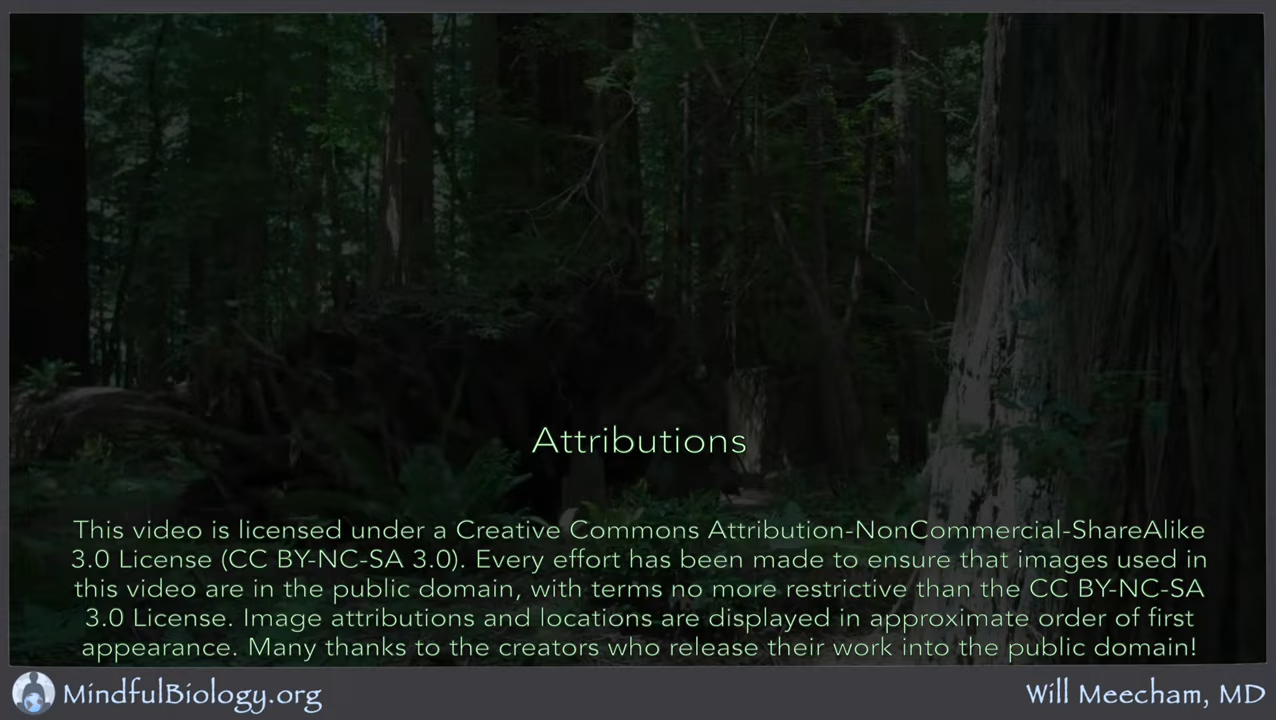 Attributions
This video is licensed under a Creative Commons Attribution-NonCommercial-ShareAlike
3.0 License (CC BY-NC-SA 3.0). Every effort has been made to ensure that images used in
this video are in the public domain, with terms no more restrictive than the CC BY-NC-SA
3.0 License. Image attributions and locations are displayed in approximate order of first
appearance. Many thanks to the creators who release their work into the public domain!
MindfulBiology.org
Will Meecham, MD